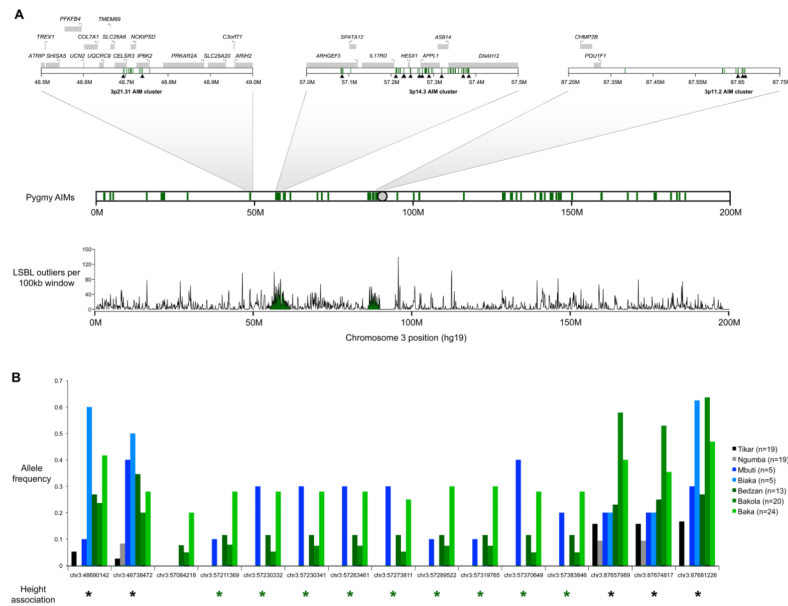 A
PFKFB4 TMEM89
TREX1 COL7A1 SLC26A6 NCKIPSD C3orf71
ATRIP SHISA5 UCN2 UQCRC9 CELSR3 IP6K2 PRKAR2A SLC25A20 ARIH2
48.5M 48.6M 48.7M 48.8M 48.9M 49.0M
3p21.31 AIM cluster
SPATA12 ASB14
ARHGEF3 IL17RD HESX1 APPL1 DNAH12
57.0M 57.1M 57.2M 57.3M 57.4M 57.5M
3p14.3 AIM cluster
CHMP2B
POU1F1
87.25M 87.35M 87.45M 87.55M 87.65 87.75M
3p11.2 AIM cluster
Pygmy AIMs
0M 50M 100M 150M 200M
LSBL outliers per
100kb window
150
120
80
40
0
0M 50M 100M 150M 200M
Chromosome 3 position (hg19)
B
Allele
frequency
0.7
0.6
0.5
0.4
0.3
0.2
0.1
0
Tikar (n=19)
Ngumba (n=19)
Mbuti (n=5)
Biaka (n=5)
Bedzan (n=13)
Bakola (n=20)
Baka (n=24)
chr3:48690142 chr3:48738472 chr3:57084218 chr3:57211369 chr3:57230332 chr3:57230341 chr3:57263461 chr3:57273811 chr3:57289522 chr3:57319765 chr3:57370649 chr3:57383846 chr3:87657989 chr3:87674817 chr3:87681226
Height
association
* * * * * * * * * * * * * *